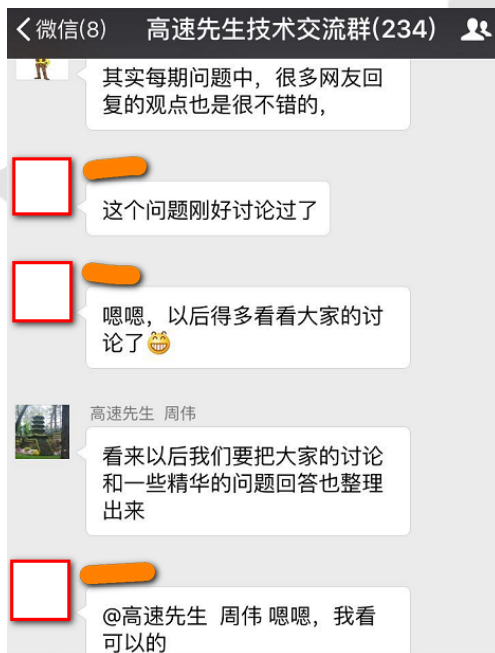 微信(8) 高速先生技术交流群(234)
其实每期问题中，很多网友回
复的观点也是很不错的，
这个问题刚好讨论过了
嗯嗯，以后得多看看大家的讨
论了😁
高速先生 周伟
看来以后我们要把大家的讨论
和一些精华的问题回答也整理
出来
@高速先生 周伟 嗯嗯，我看
可以的